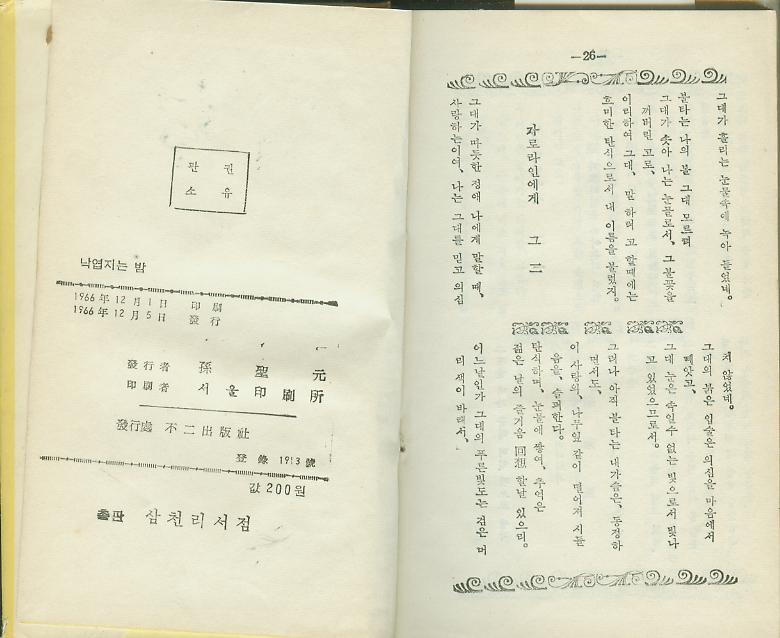 판 권
소 유
낙엽지는 밤
1966年 12月 1日 印刷
1966年 12月 5日 發行
發行者 孫聖元
印刷者 서울印刷所
發行處 不二出版社
登錄 1913號
값 200원
출판 삼천리서점
—26—
그대가 흘리는 눈물속에 녹아 들었네。
불타는 나의 불 그대 모르며
그대가 솟아 나는 눈물로서、그 불꽃을
꺼버린 고로、
이리하여 그대、말 하려 고 할때에는
흐미한 탄식으로서 내 이름을 불렀지。
자로라인에게 그 二
그대가 따듯한 정애 나에게 말할때、
사랑하는이여、나는 그대를 믿고 의심
치 않었네。
그대의 붉은 입술은 의심을 마음에서
빼앗고、
그대 눈은 속일수 없는 빛으로서 빛나
고 있었으므로서。
그러나 아직 불타는 내가슴은、동경하
면서도、
이 사랑의、나무잎 같이 떨어져 시들
음을、슬퍼한다。
탄식하며、눈물에 쌓여、추억은
젊은 날의 즐거움 回想 할날 있으리。
어느날인가 그대의 푸른빛도는 검은 머
리 색이 바래서、